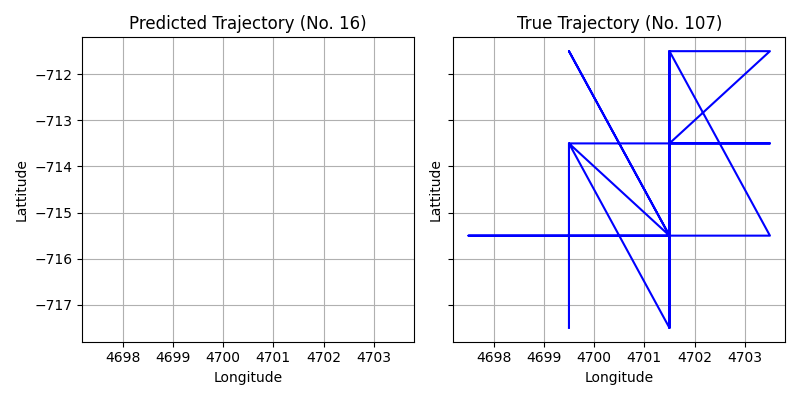 Predicted Trajectory (No. 16)
True Trajectory (No. 107)
−712
−713
−714
−715
−716
−717
Lattitude
Lattitude
4698 4699 4700 4701 4702 4703
4698 4699 4700 4701 4702 4703
Longitude
Longitude